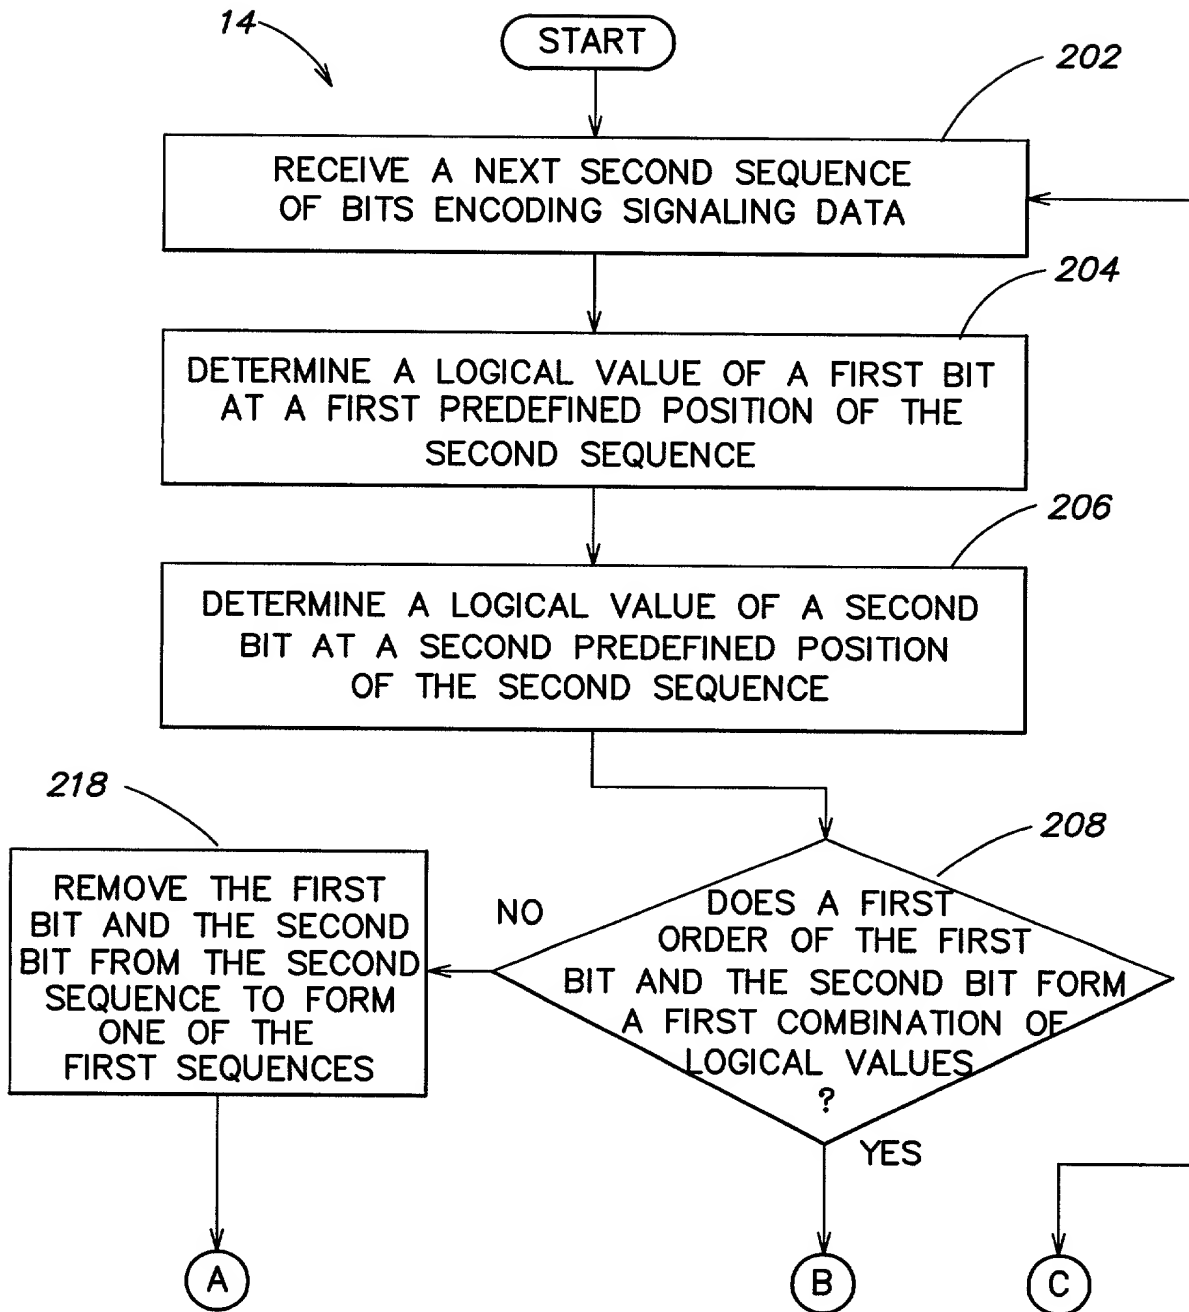 14
START
202
RECEIVE A NEXT SECOND SEQUENCE
OF BITS ENCODING SIGNALING DATA
204
DETERMINE A LOGICAL VALUE OF A FIRST BIT
AT A FIRST PREDEFINED POSITION OF THE
SECOND SEQUENCE
206
DETERMINE A LOGICAL VALUE OF A SECOND
BIT AT A SECOND PREDEFINED POSITION
OF THE SECOND SEQUENCE
218
REMOVE THE FIRST
BIT AND THE SECOND
BIT FROM THE SECOND
SEQUENCE TO FORM
ONE OF THE
FIRST SEQUENCES
NO
208
DOES A FIRST
ORDER OF THE FIRST
BIT AND THE SECOND BIT FORM
A FIRST COMBINATION OF
LOGICAL VALUES
?
YES
A
B
C